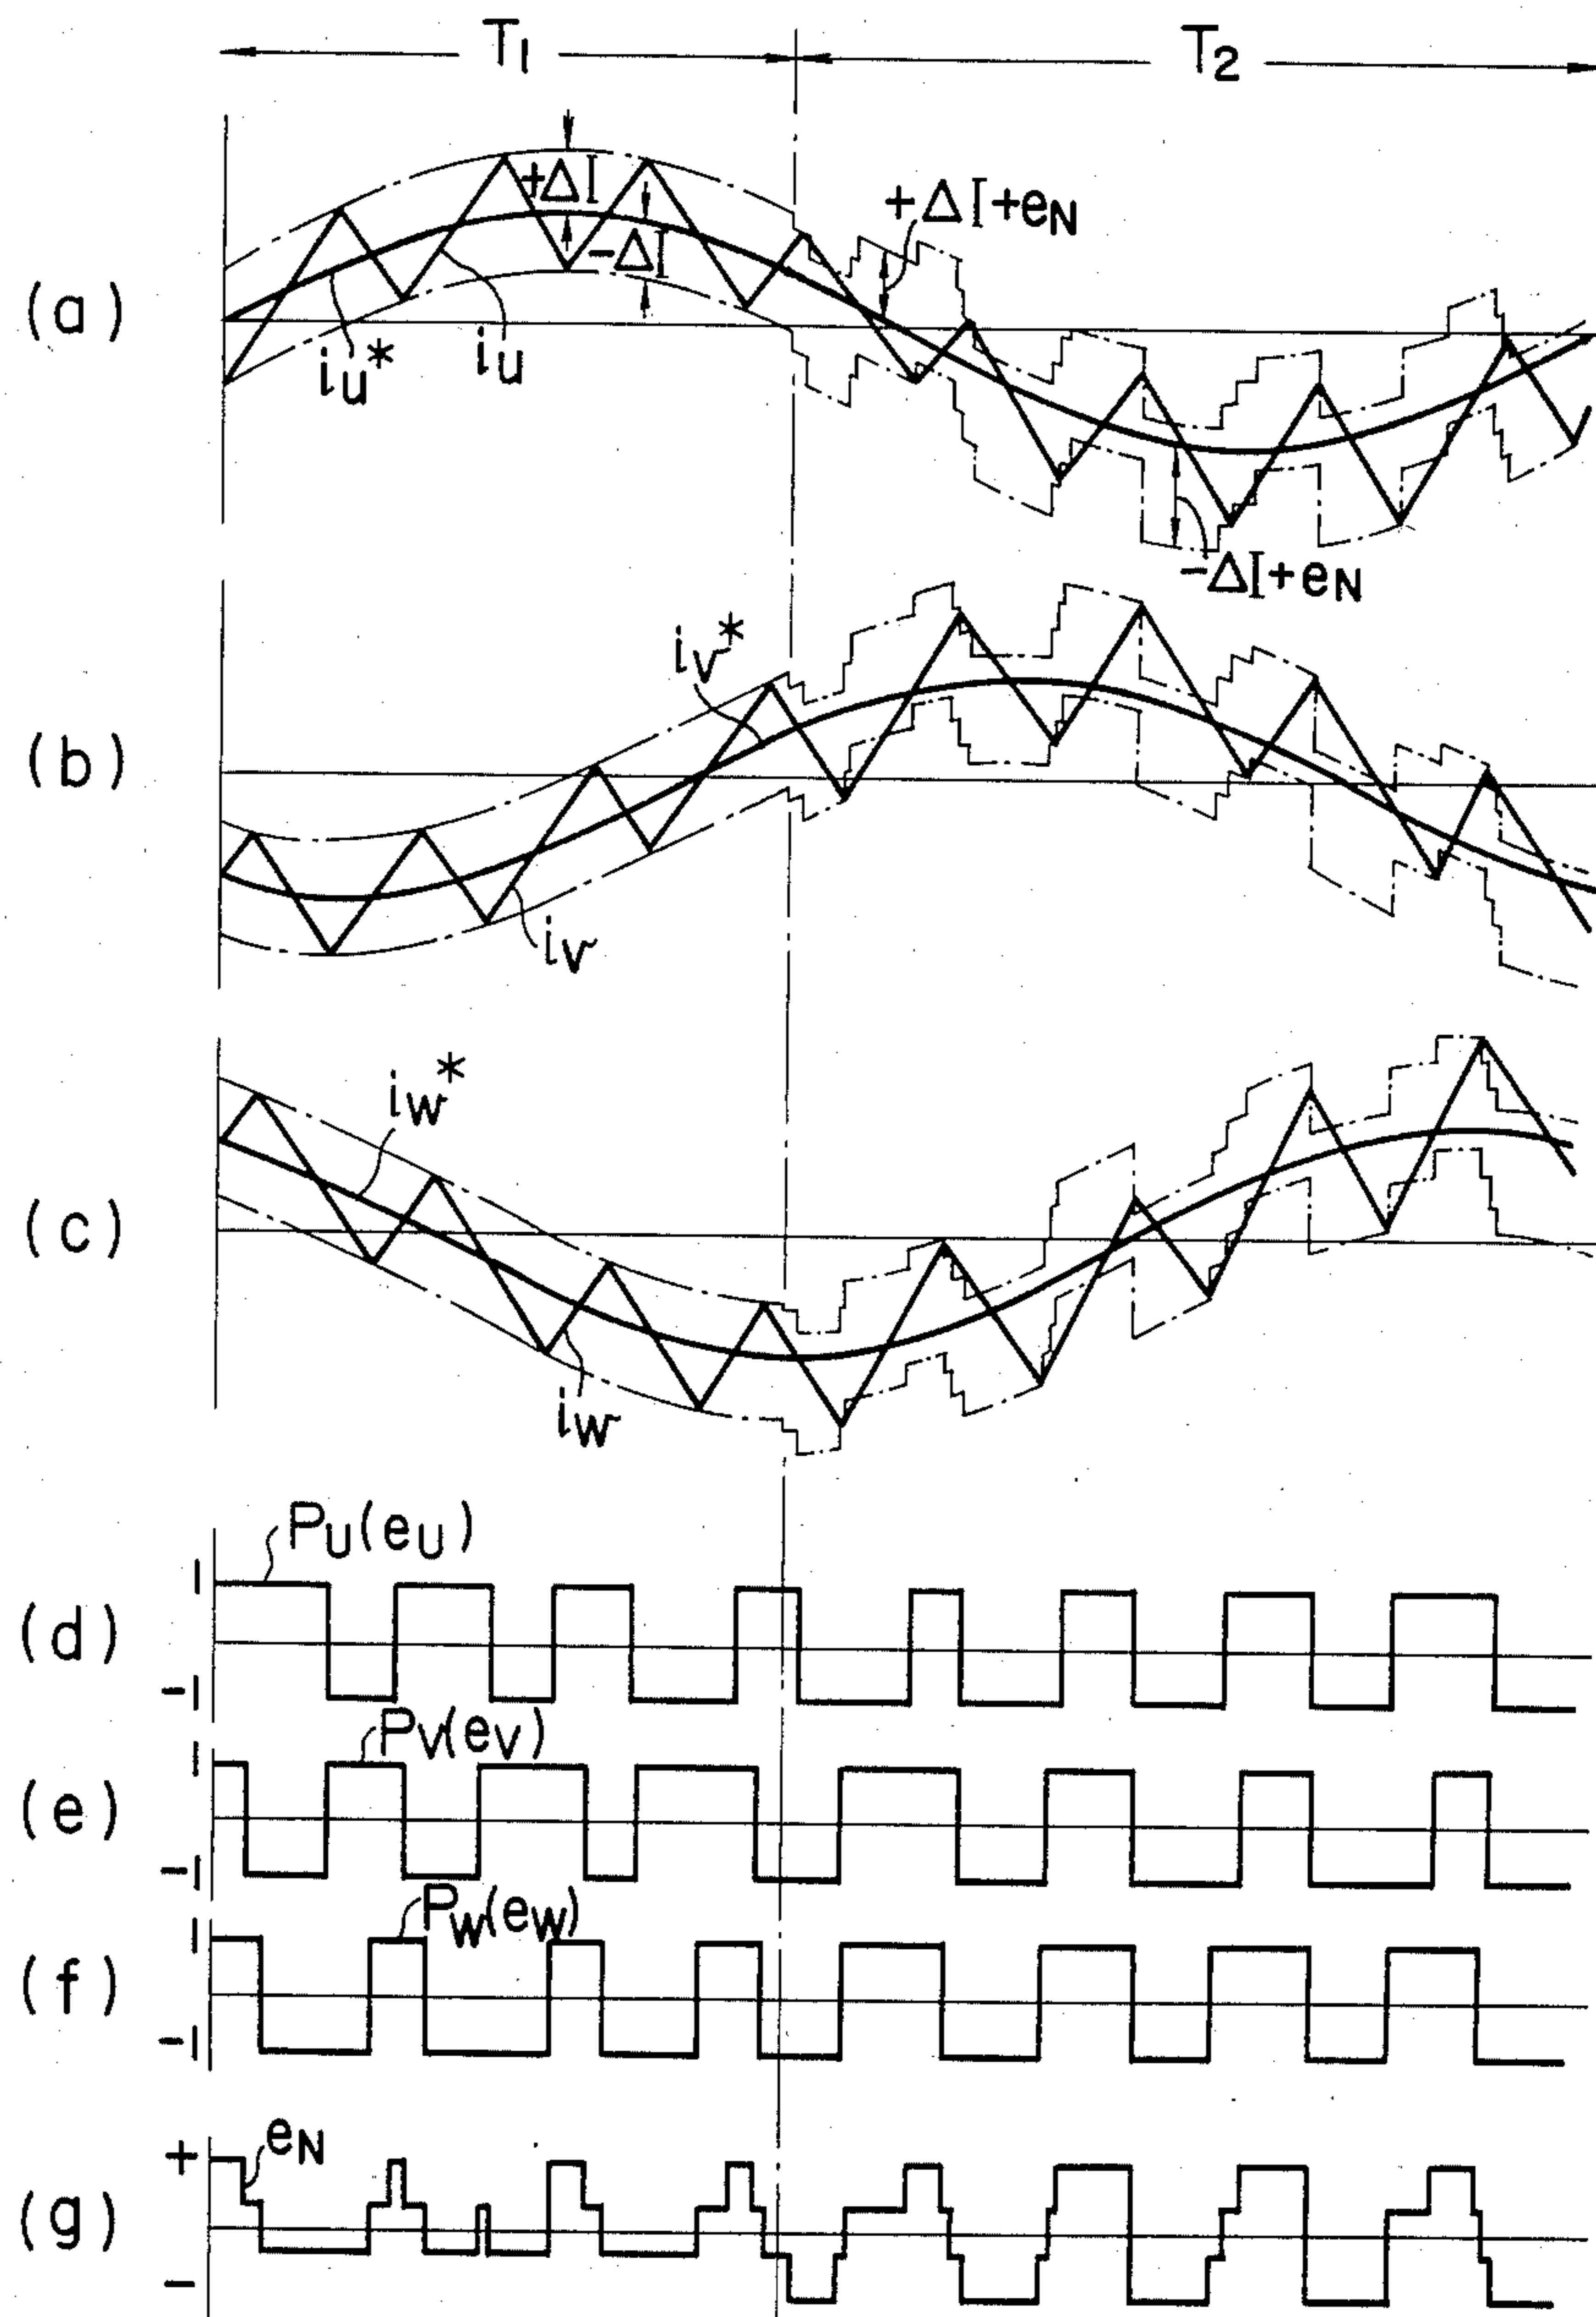 T1 T2
(a)
+ΔI
-ΔI
+ΔI+eN
iu* iu
-ΔI+eN
(b)
iv*
iv
(c)
iw*
iw
(d)
PU(eU)
1
-1
(e)
PV(eV)
1
-1
(f)
PW(eW)
1
-1
(g)
eN
+
-